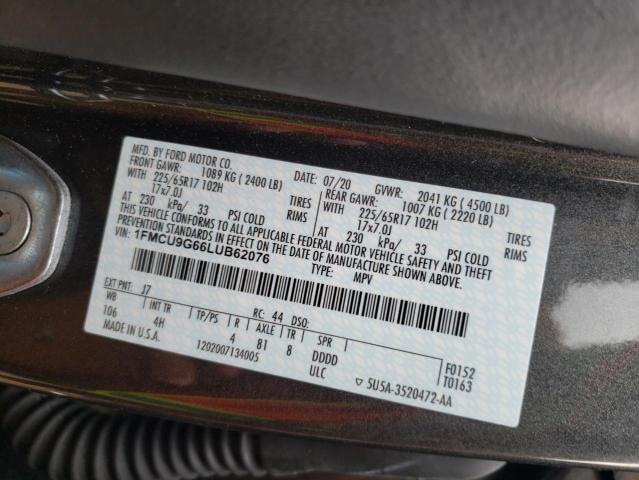 MFD. BY FORD MOTOR CO.
DATE: 07/20 GVWR: 2041 KG ( 4500 LB)
FRONT GAWR: 1089 KG ( 2400 LB) REAR GAWR: 1007 KG ( 2220 LB)
WITH 225/65R17 102H TIRES WITH 225/65R17 102H TIRES
17x7.0J RIMS 17x7.0J RIMS
AT 230 kPa/ 33 PSI COLD AT 230 kPa/ 33 PSI COLD
THIS VEHICLE CONFORMS TO ALL APPLICABLE FEDERAL MOTOR VEHICLE SAFETY AND THEFT
PREVENTION STANDARDS IN EFFECT ON THE DATE OF MANUFACTURE SHOWN ABOVE.
VIN: 1FMCU9G66LUB62076 TYPE: MPV
EXT PNT: J7 RC: 44 DSO:
WB INT TR TP/PS R AXLE TR SPR
106 4H 4 81 8 DDDD F0152
MADE IN U.S.A. 1202007134005 ULC T0163
▽ 5U5A-3520472-AA